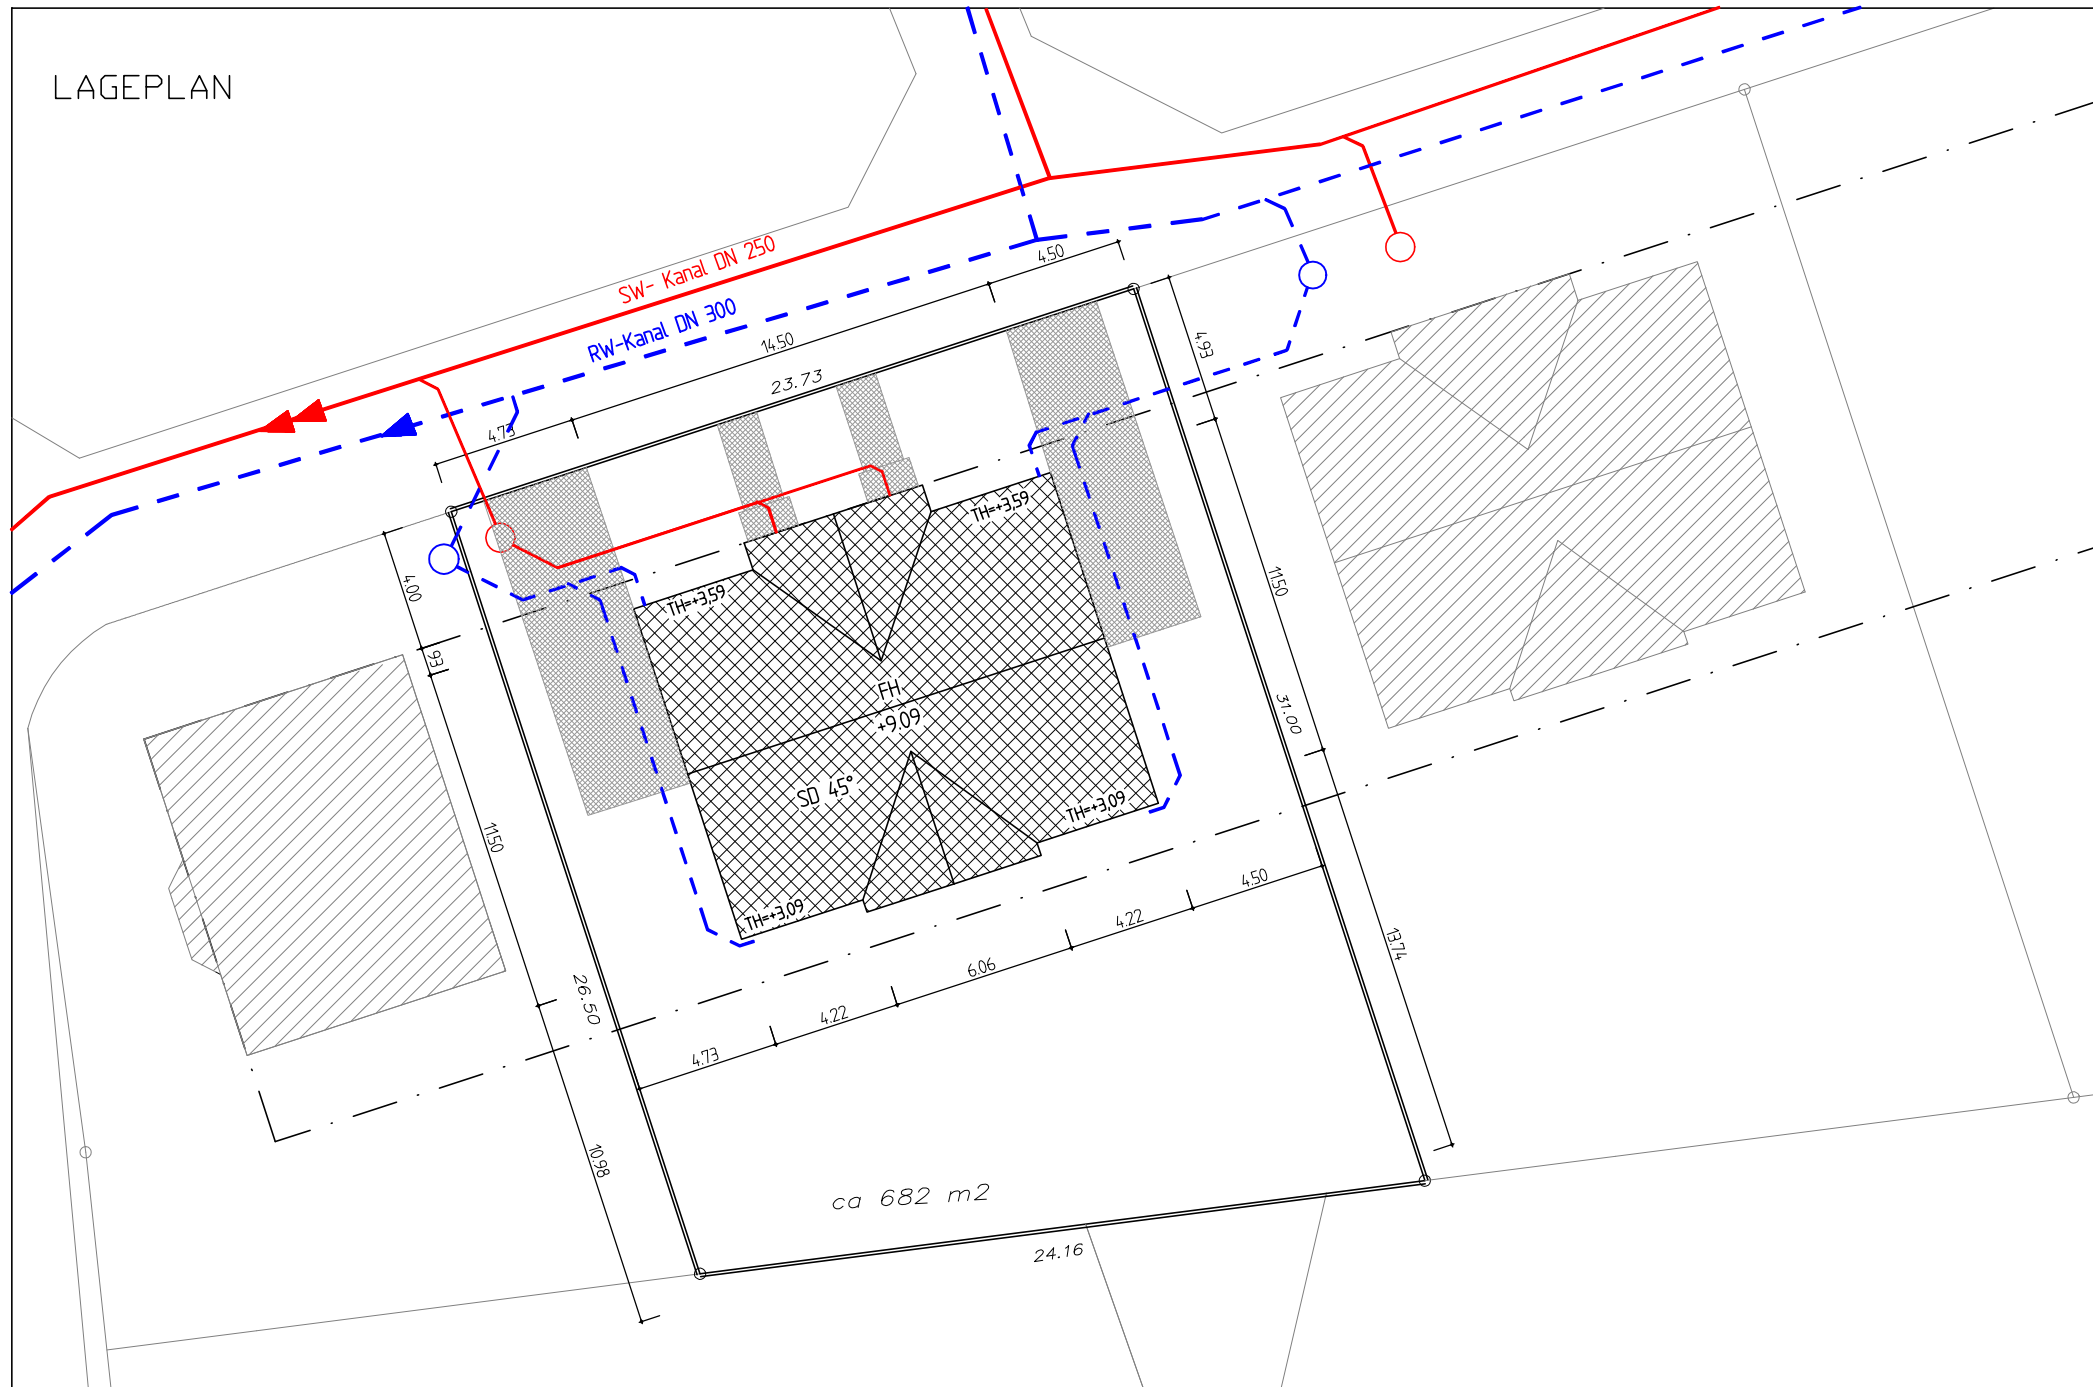 LAGEPLAN
SW- Kanal DN 250
RW-Kanal DN 300
4.50
14.50
23.73
4.73
4.93
4.00
93
TH=+3,59
TH=+3,59
11.50
FH
+9.09
31.00
SD 45°
TH=+3,09
11.50
TH=+3,09
4.50
4.22
6.06
4.22
4.73
13.74
26.50
10.98
ca 682 m2
24.16